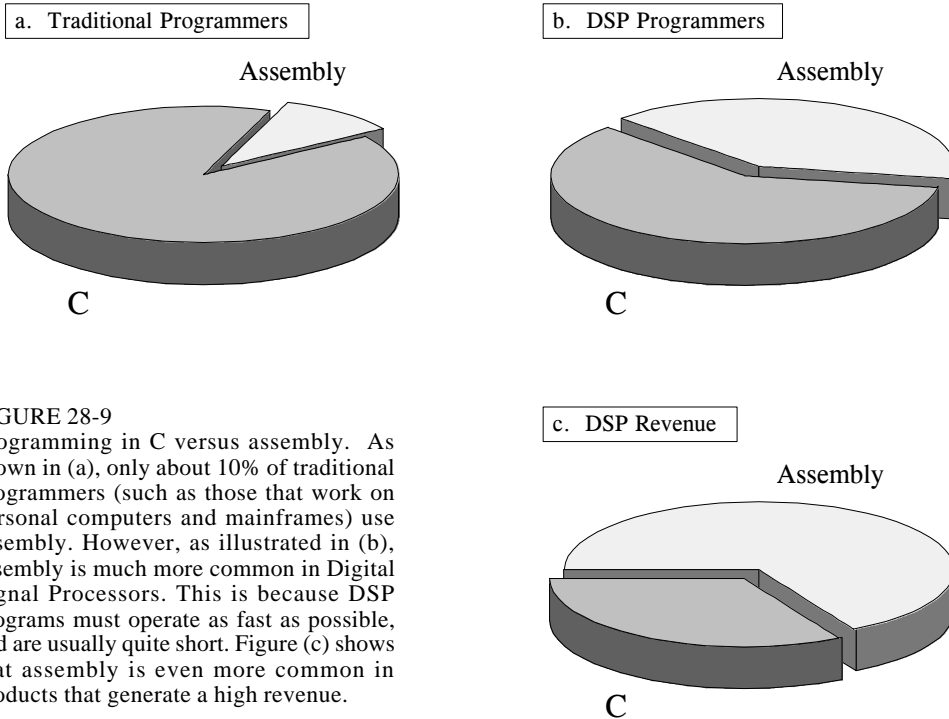 a. Traditional Programmers
Assembly
C
b. DSP Programmers
Assembly
C
GURE 28-9
ogramming in C versus assembly. As
own in (a), only about 10% of traditional
ogrammers (such as those that work on
rsonal computers and mainframes) use
sembly. However, as illustrated in (b),
sembly is much more common in Digital
gnal Processors. This is because DSP
ograms must operate as fast as possible,
d are usually quite short. Figure (c) shows
at assembly is even more common in
oducts that generate a high revenue.
c. DSP Revenue
Assembly
C